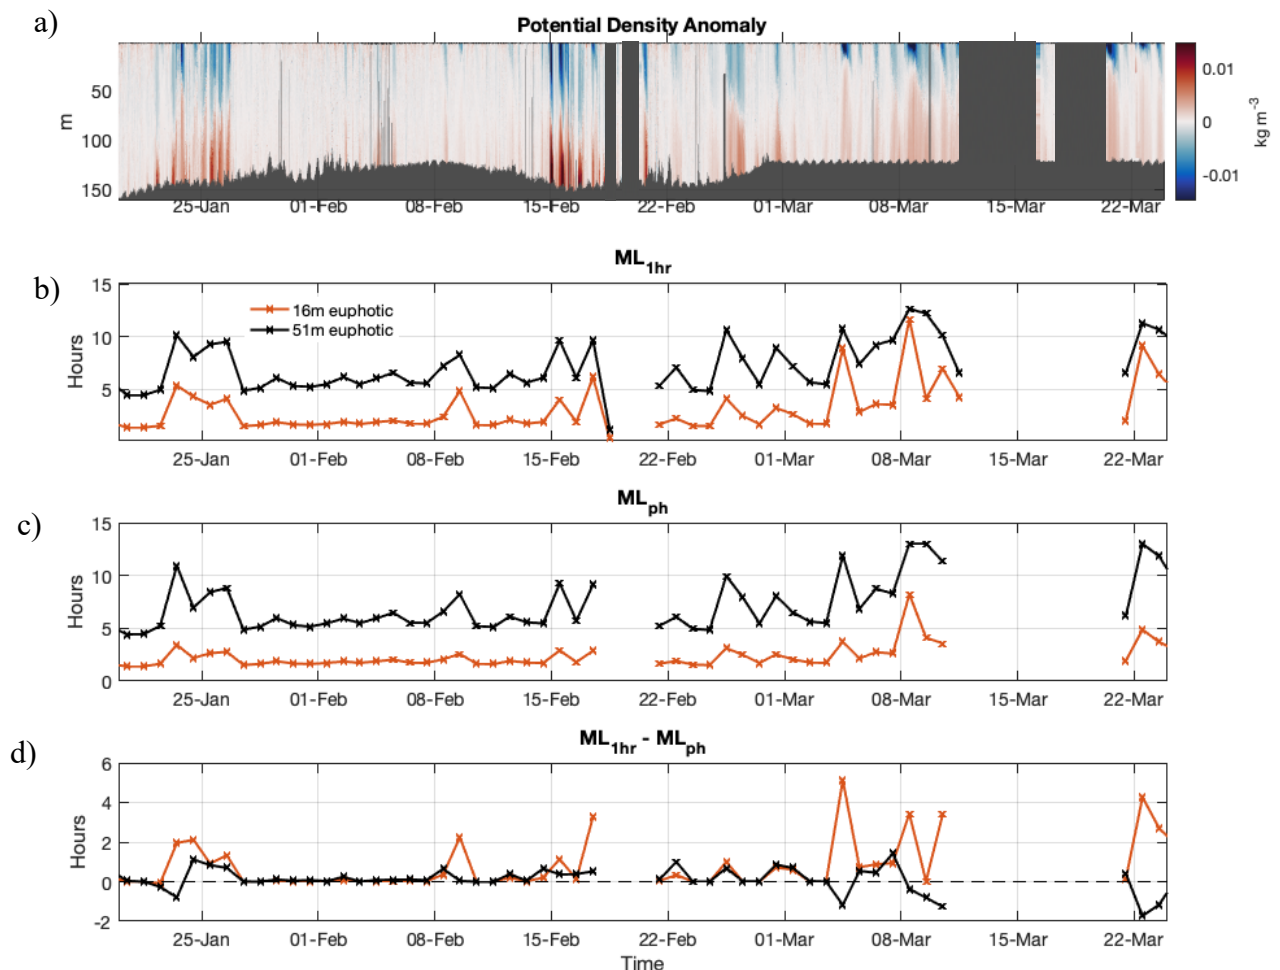 a)
Potential Density Anomaly
m
50
100
150
25-Jan 01-Feb 08-Feb 15-Feb 22-Feb 01-Mar 08-Mar 15-Mar 22-Mar
0.01
0
-0.01
kg m-3
b)
ML1hr
Hours
15
10
5
16m euphotic
51m euphotic
25-Jan 01-Feb 08-Feb 15-Feb 22-Feb 01-Mar 08-Mar 15-Mar 22-Mar
c)
MLph
Hours
15
10
5
0
25-Jan 01-Feb 08-Feb 15-Feb 22-Feb 01-Mar 08-Mar 15-Mar 22-Mar
d)
ML1hr - MLph
Hours
6
4
2
0
-2
25-Jan 01-Feb 08-Feb 15-Feb 22-Feb 01-Mar 08-Mar 15-Mar 22-Mar
Time